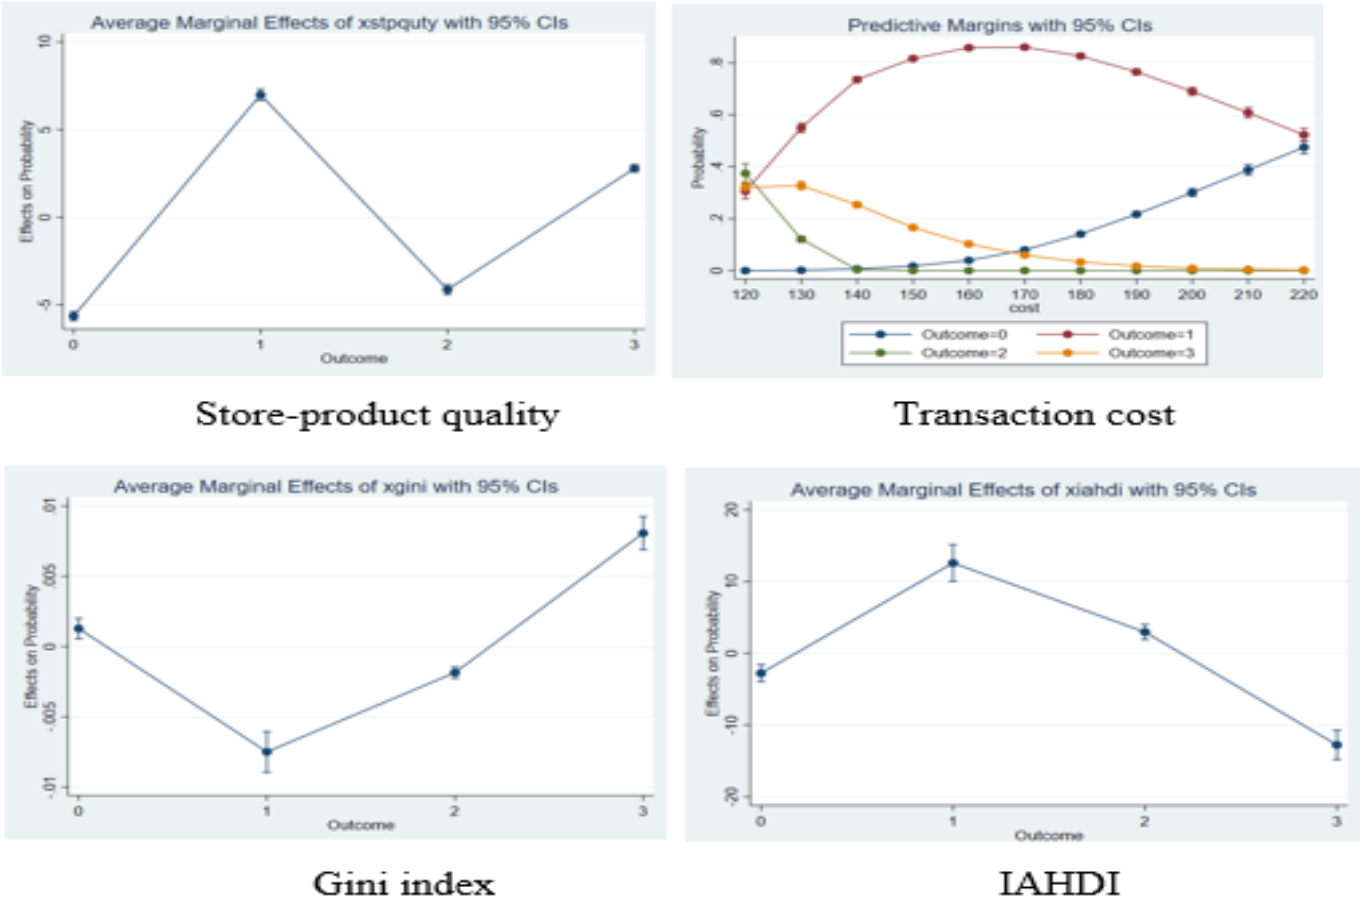 Average Marginal Effects of xstpquty with 95% CIs
Effects on Probability
10
5
0
-5
0 1 2 3
Outcome
Store-product quality
Predictive Margins with 95% CIs
Probability
.8
.6
.4
.2
0
120 130 140 150 160 170 180 190 200 210 220
cost
Outcome=0 Outcome=1
Outcome=2 Outcome=3
Transaction cost
Average Marginal Effects of xgini with 95% CIs
Effects on Probability
.01
.005
0
-.005
-.01
0 1 2 3
Outcome
Gini index
Average Marginal Effects of xiahdi with 95% CIs
Effects on Probability
20
10
0
-10
-20
0 1 2 3
Outcome
IAHDI